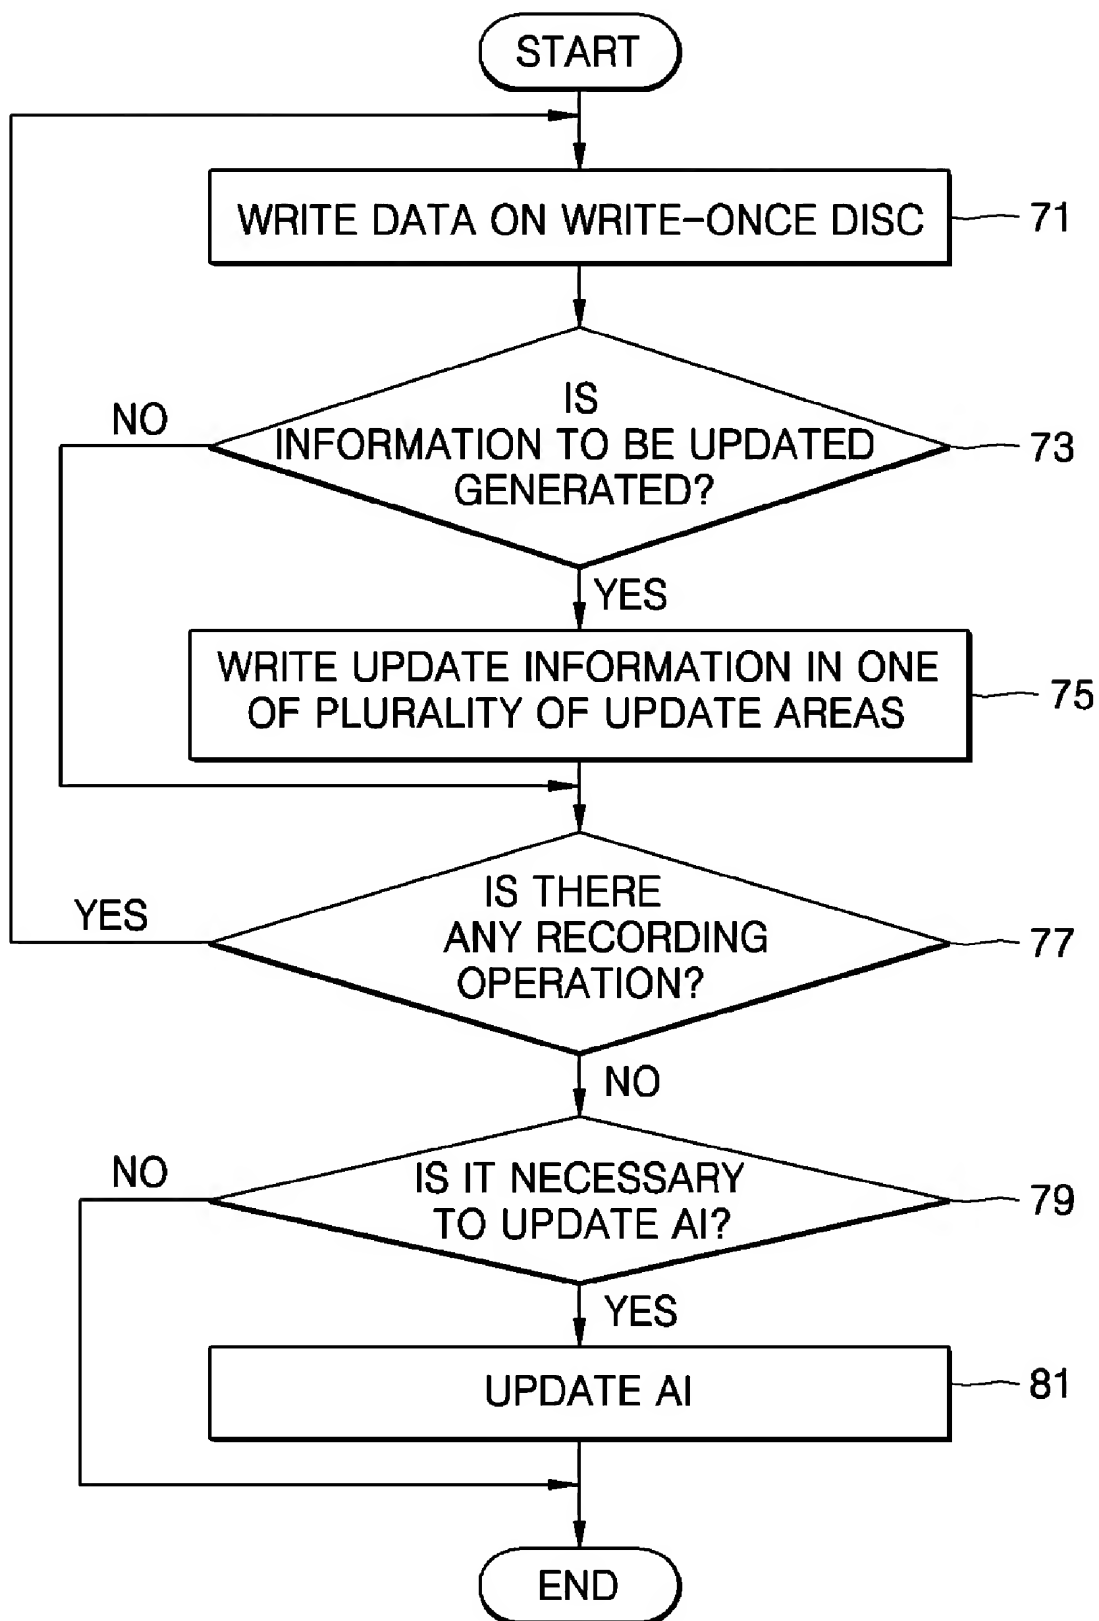 START
WRITE DATA ON WRITE-ONCE DISC
71
IS
INFORMATION TO BE UPDATED
GENERATED?
73
NO
YES
WRITE UPDATE INFORMATION IN ONE
OF PLURALITY OF UPDATE AREAS
75
IS THERE
ANY RECORDING
OPERATION?
77
YES
NO
IS IT NECESSARY
TO UPDATE AI?
79
NO
YES
UPDATE AI
81
END